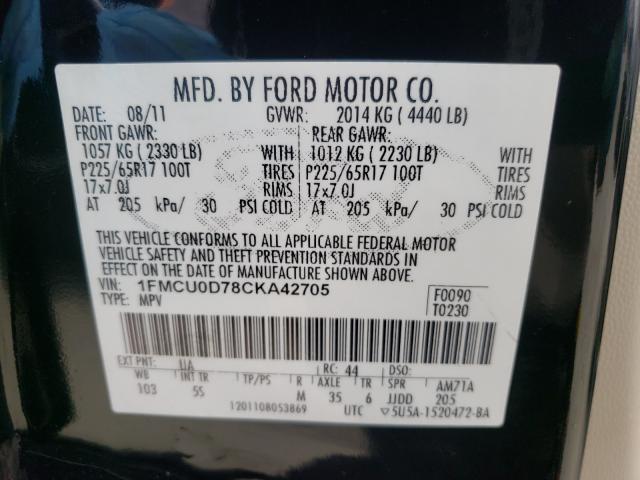 MFD. BY FORD MOTOR CO.
DATE: 08/11 GVWR: 2014 KG ( 4440 LB)
FRONT GAWR: REAR GAWR:
1057 KG ( 2330 LB) WITH 1012 KG ( 2230 LB) WITH
P225/65R17 100T TIRES P225/65R17 100T TIRES
17x7.0J RIMS 17x7.0J RIMS
AT 205 kPa/ 30 PSI COLD AT 205 kPa/ 30 PSI COLD
THIS VEHICLE CONFORMS TO ALL APPLICABLE FEDERAL MOTOR
VEHICLE SAFETY AND THEFT PREVENTION STANDARDS IN
EFFECT ON THE DATE OF MANUFACTURE SHOWN ABOVE.
VIN: 1FMCU0D78CKA42705 F0090
TYPE: MPV T0230
EXT PNT: UA RC: 44 DSO:
WB INT TR TP/PS R AXLE TR SPR AM71A
103 5S M 35 6 JJDD 205
1201108053869 UTC ▽5U5A-1520472-BA